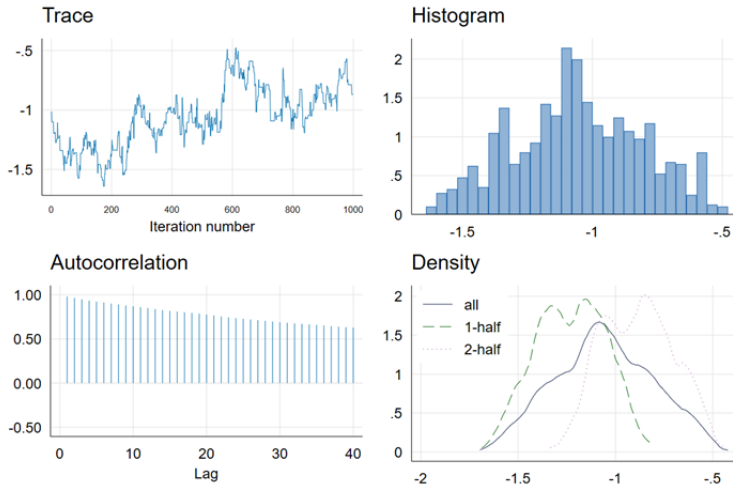 Trace
-.5
-1
-1.5
0 200 400 600 800 1000
Iteration number
Histogram
2
1.5
1
.5
0
-1.5 -1 -.5
Autocorrelation
1.00
0.50
0.00
-0.50
0 10 20 30 40
Lag
Density
2
1.5
1
.5
0
all
1-half
2-half
-2 -1.5 -1 -.5